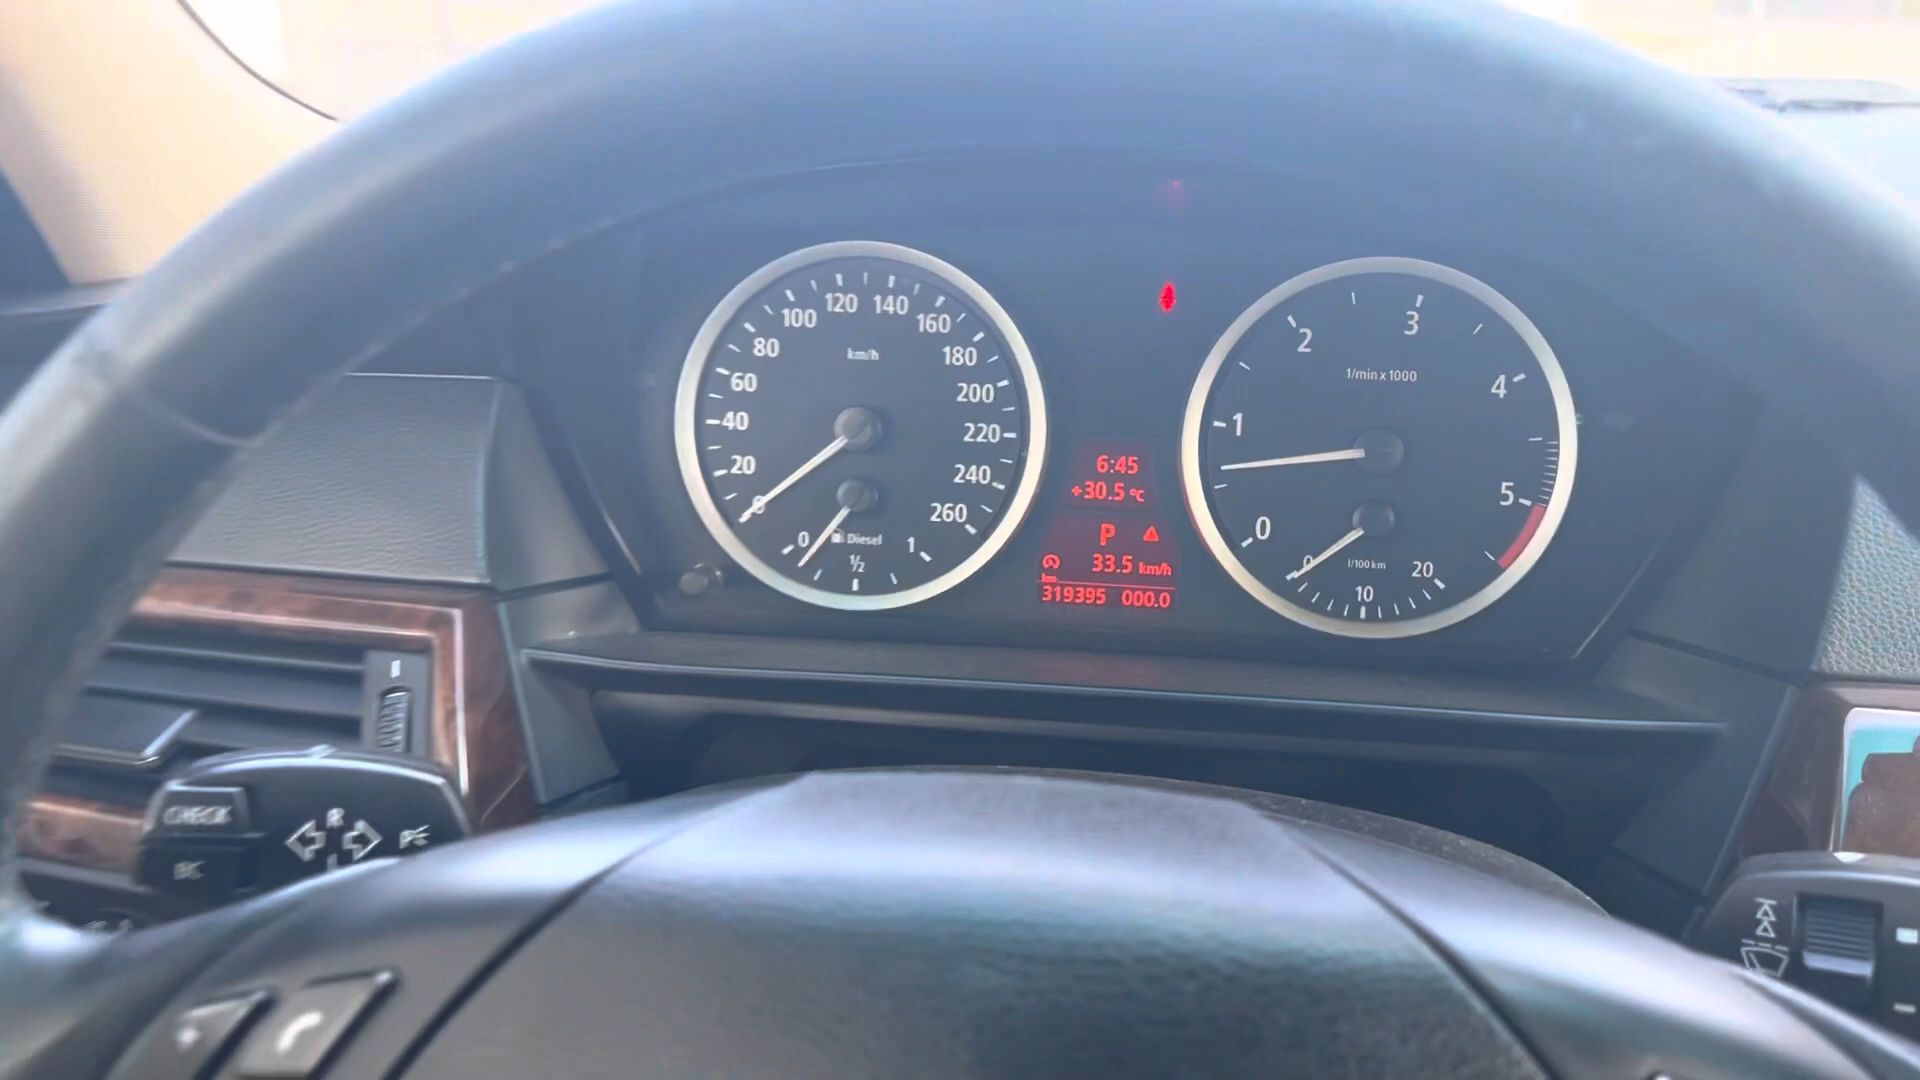 0 20 40 60 80 100 120 140 160 180 200 220 240 260
km/h
0 1/2 1
Diesel
6:45
+30.5 °C
P
33.5 km/h
km
319395 000.0
0 1 2 3 4 5
1/min x 1000
0 10 20
l/100 km
CHECK
BC
R
L